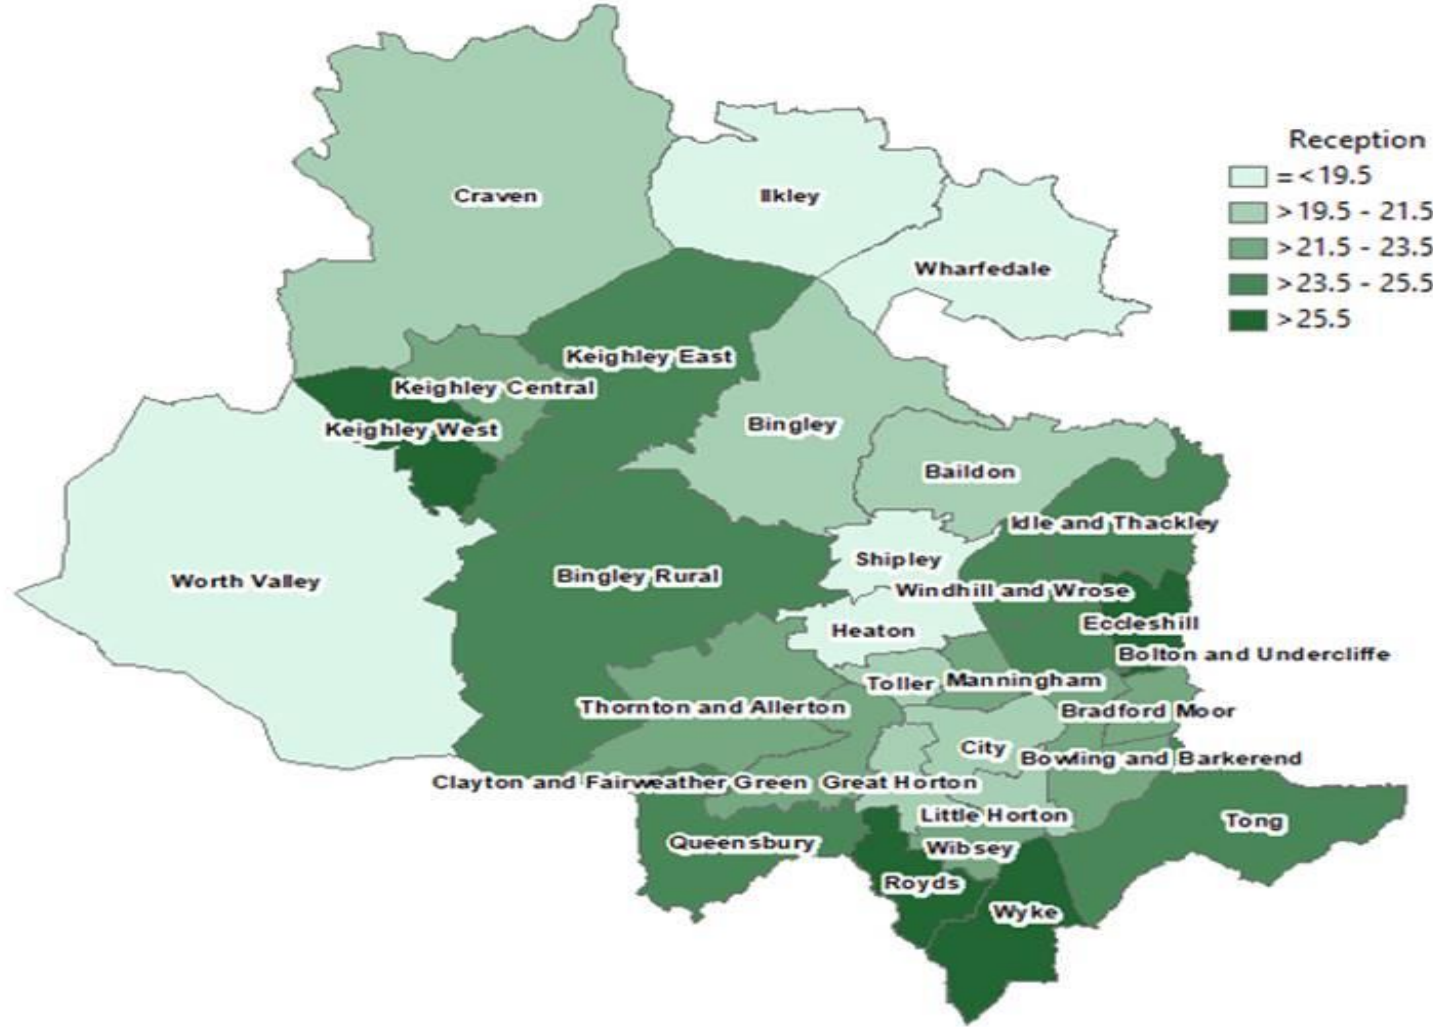 Reception
=<19.5
>19.5 - 21.5
>21.5 - 23.5
>23.5 - 25.5
>25.5
Craven
Ilkley
Wharfedale
Keighley East
Keighley Central
Keighley West
Bingley
Baildon
Idle and Thackley
Shipley
Worth Valley
Bingley Rural
Windhill and Wrose
Eccleshill
Heaton
Bolton and Undercliffe
Toller
Manningham
Thornton and Allerton
Bradford Moor
City
Bowling and Barkerend
Clayton and Fairweather Green
Great Horton
Little Horton
Tong
Queensbury
Wibsey
Royds
Wyke